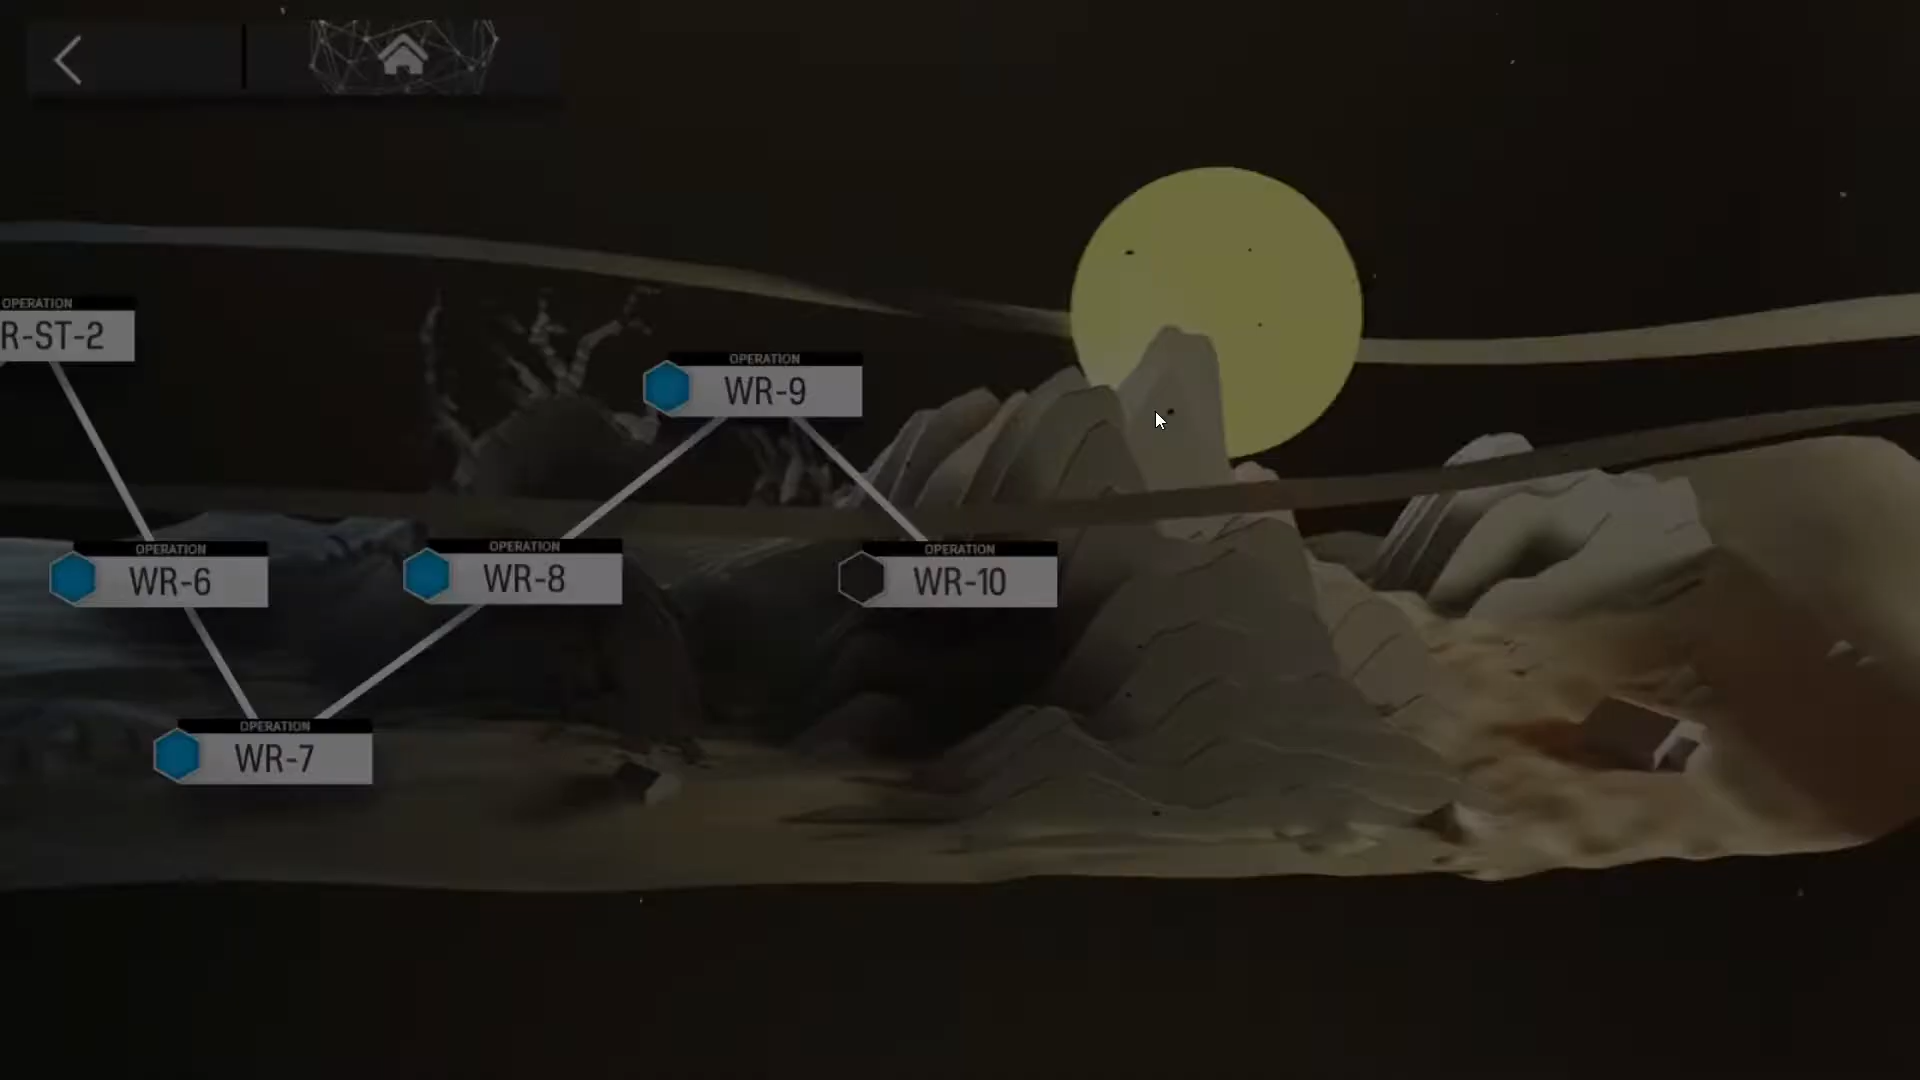 OPERATION
R-ST-2
OPERATION
WR-9
OPERATION
WR-6
OPERATION
WR-8
OPERATION
WR-10
OPERATION
WR-7